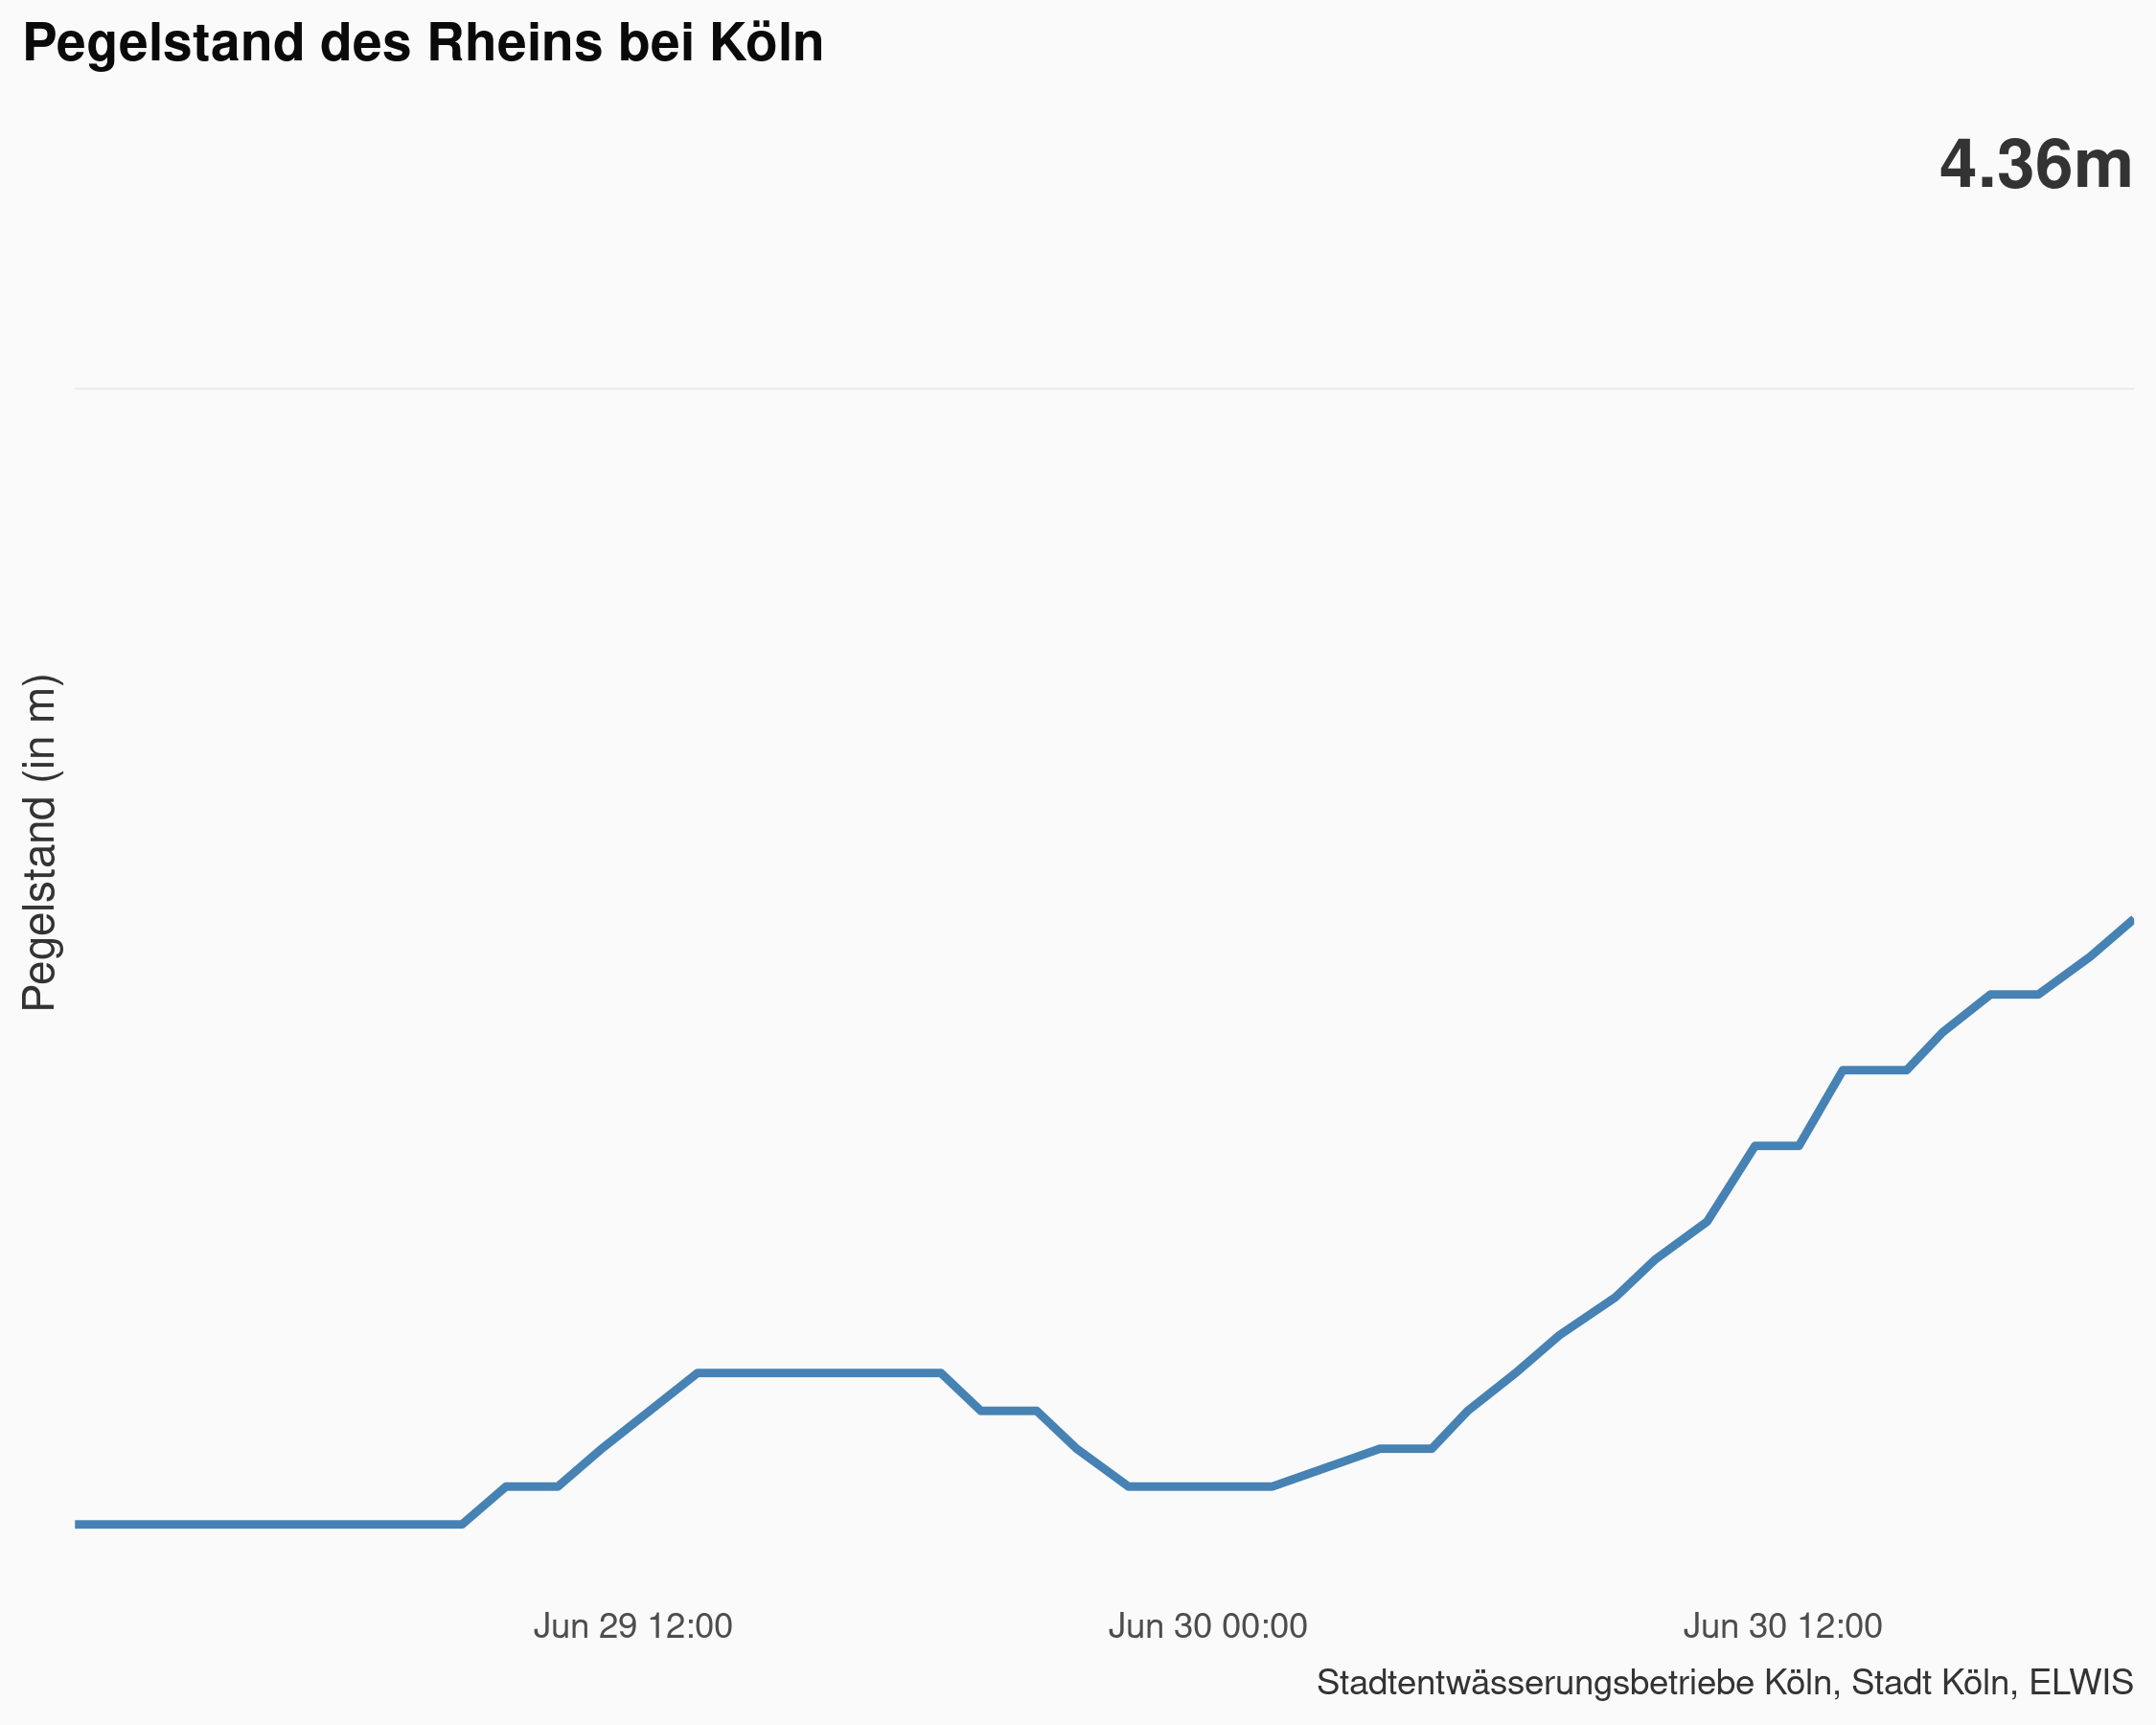 Pegelstand des Rheins bei Köln
4.36m
Pegelstand (in m)
Jun 29 12:00
Jun 30 00:00
Jun 30 12:00
Stadtentwässerungsbetriebe Köln, Stadt Köln, ELWIS